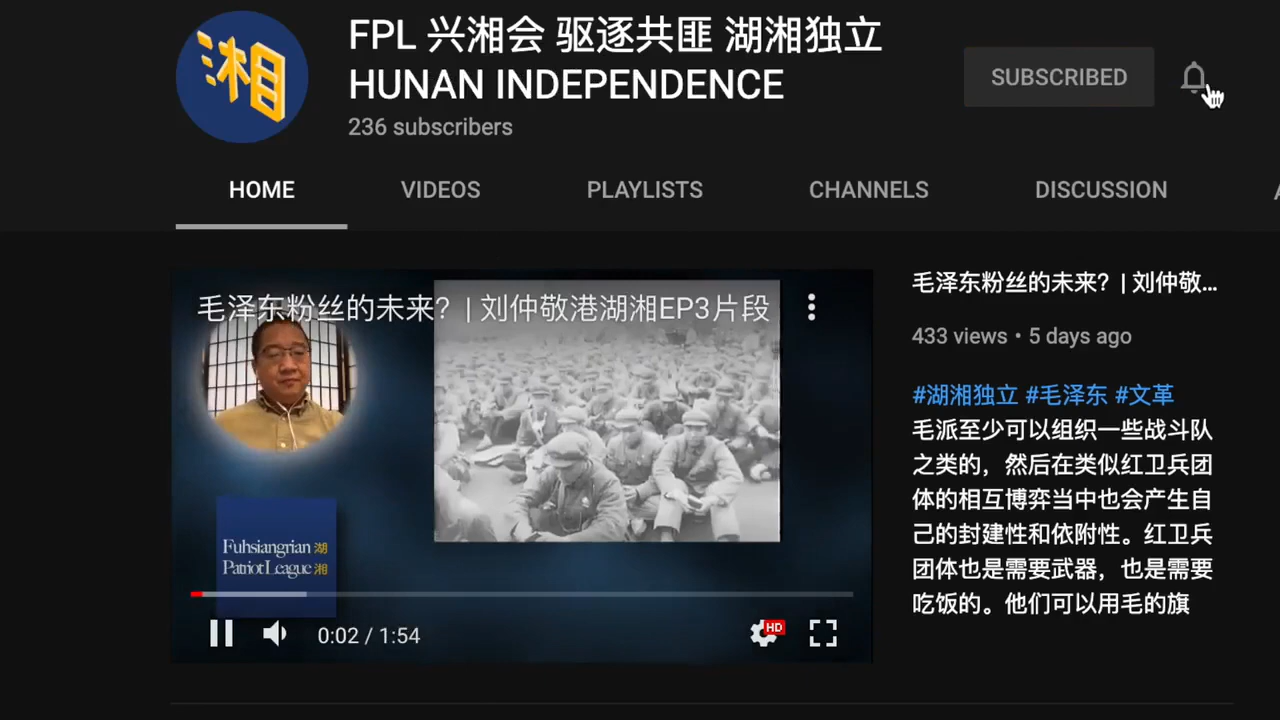 湘
FPL 兴湘会 驱逐共匪 湖湘独立
HUNAN INDEPENDENCE
236 subscribers
SUBSCRIBED
HOME
VIDEOS
PLAYLISTS
CHANNELS
DISCUSSION
毛泽东粉丝的未来？| 刘仲敬港湖湘EP3片段
Fuhsiangrian 湖
Patriot League 湘
0:02 / 1:54
HD
毛泽东粉丝的未来？| 刘仲敬...
433 views • 5 days ago
#湖湘独立 #毛泽东 #文革
毛派至少可以组织一些战斗队
之类的，然后在类似红卫兵团
体的相互博弈当中也会产生自
己的封建性和依附性。红卫兵
团体也是需要武器，也是需要
吃饭的。他们可以用毛的旗